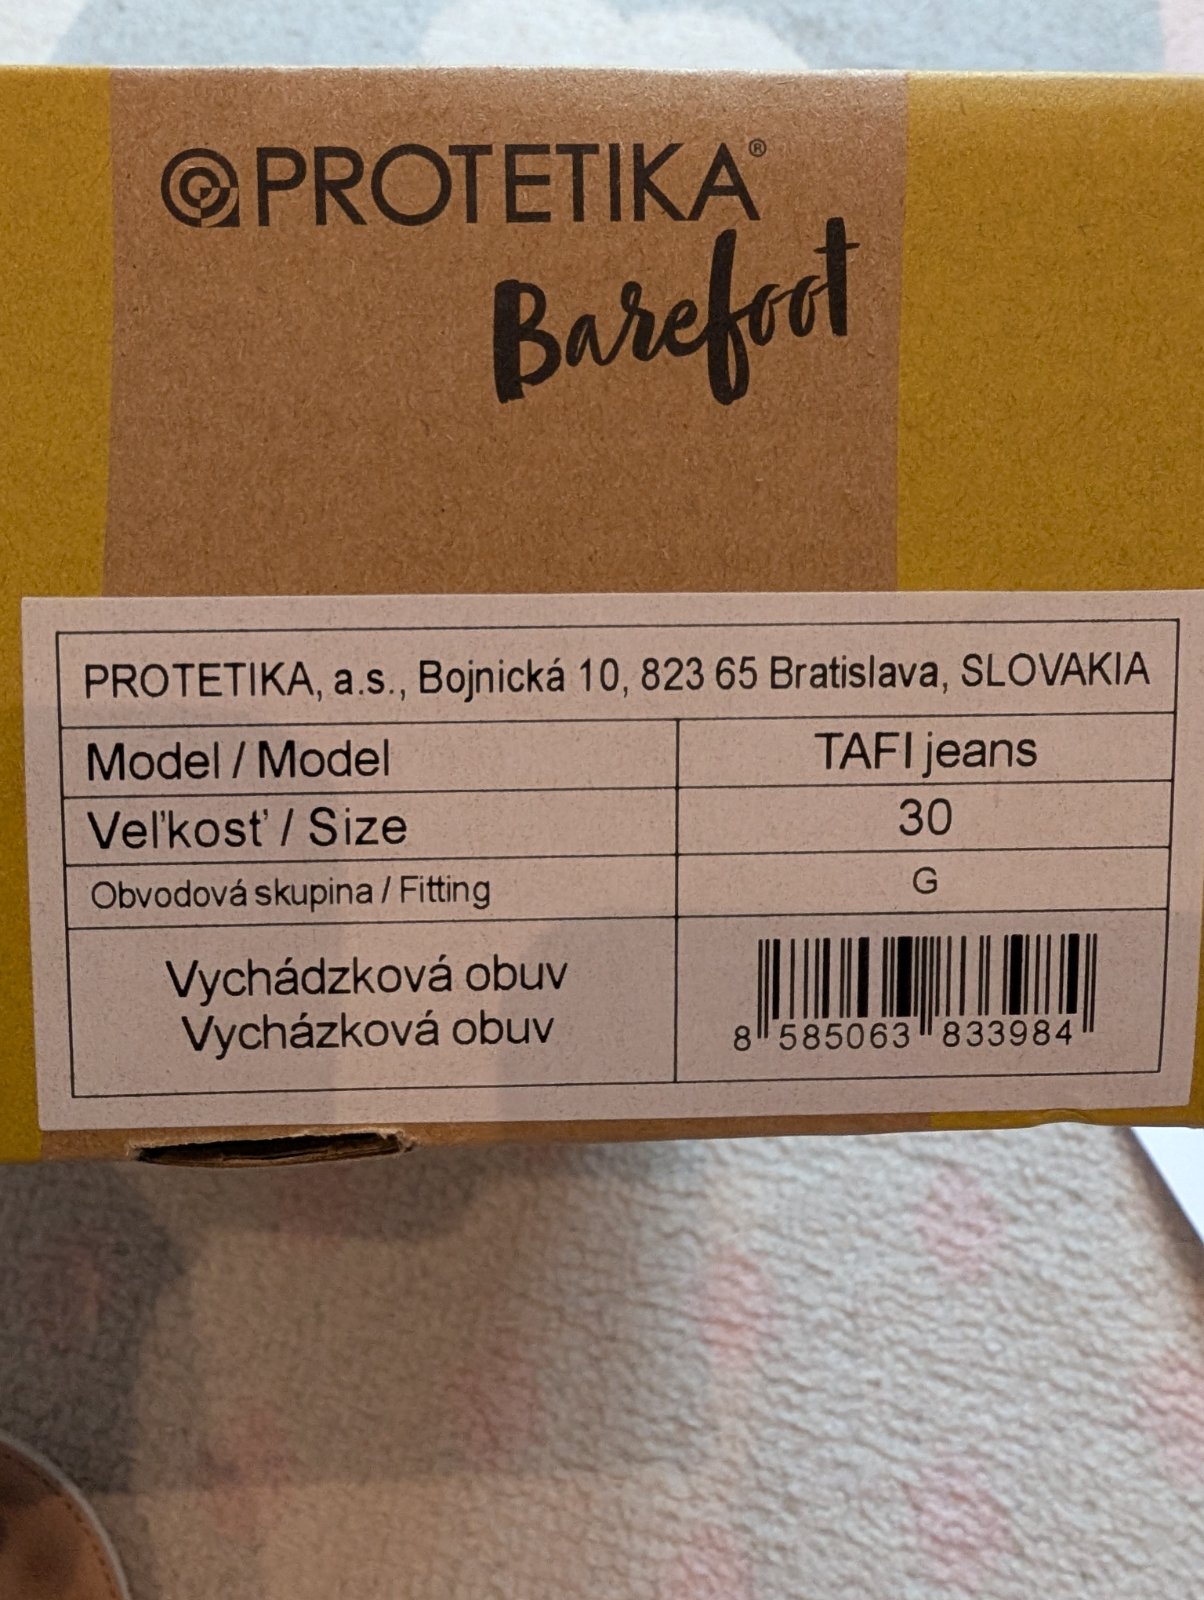 PROTETIKA®
Barefoot
PROTETIKA, a.s., Bojnická 10, 823 65 Bratislava, SLOVAKIA
Model / Model TAFI jeans
Veľkosť / Size 30
Obvodová skupina / Fitting G
Vychádzková obuv
Vycházková obuv
8 585063 833984